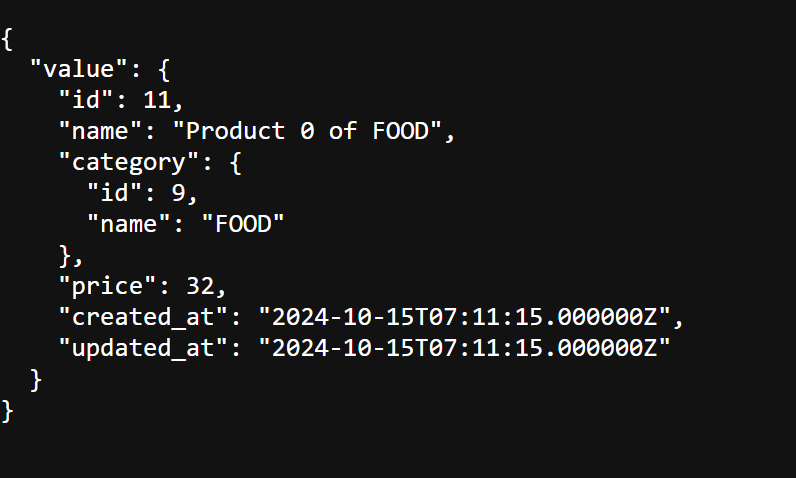 {
  "value": {
    "id": 11,
    "name": "Product 0 of FOOD",
    "category": {
      "id": 9,
      "name": "FOOD"
    },
    "price": 32,
    "created_at": "2024-10-15T07:11:15.000000Z",
    "updated_at": "2024-10-15T07:11:15.000000Z"
  }
}